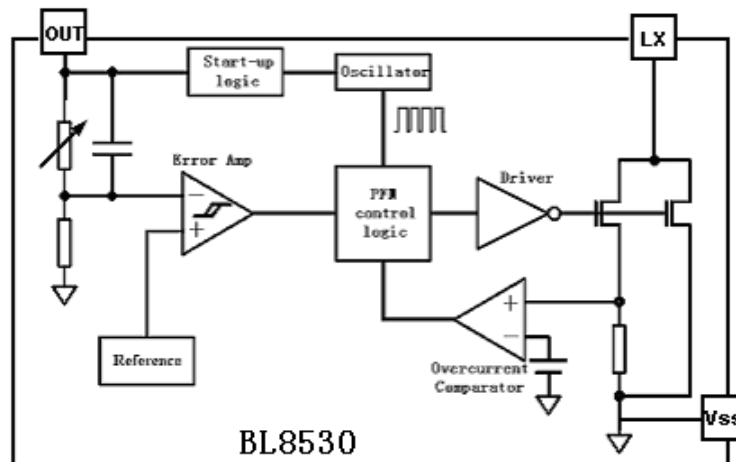 OUT
LX
Start-up
logic
Oscillator
Error Amp
PFM
control
logic
Driver
Reference
Overcurrent
Comparator
Vss
BL8530